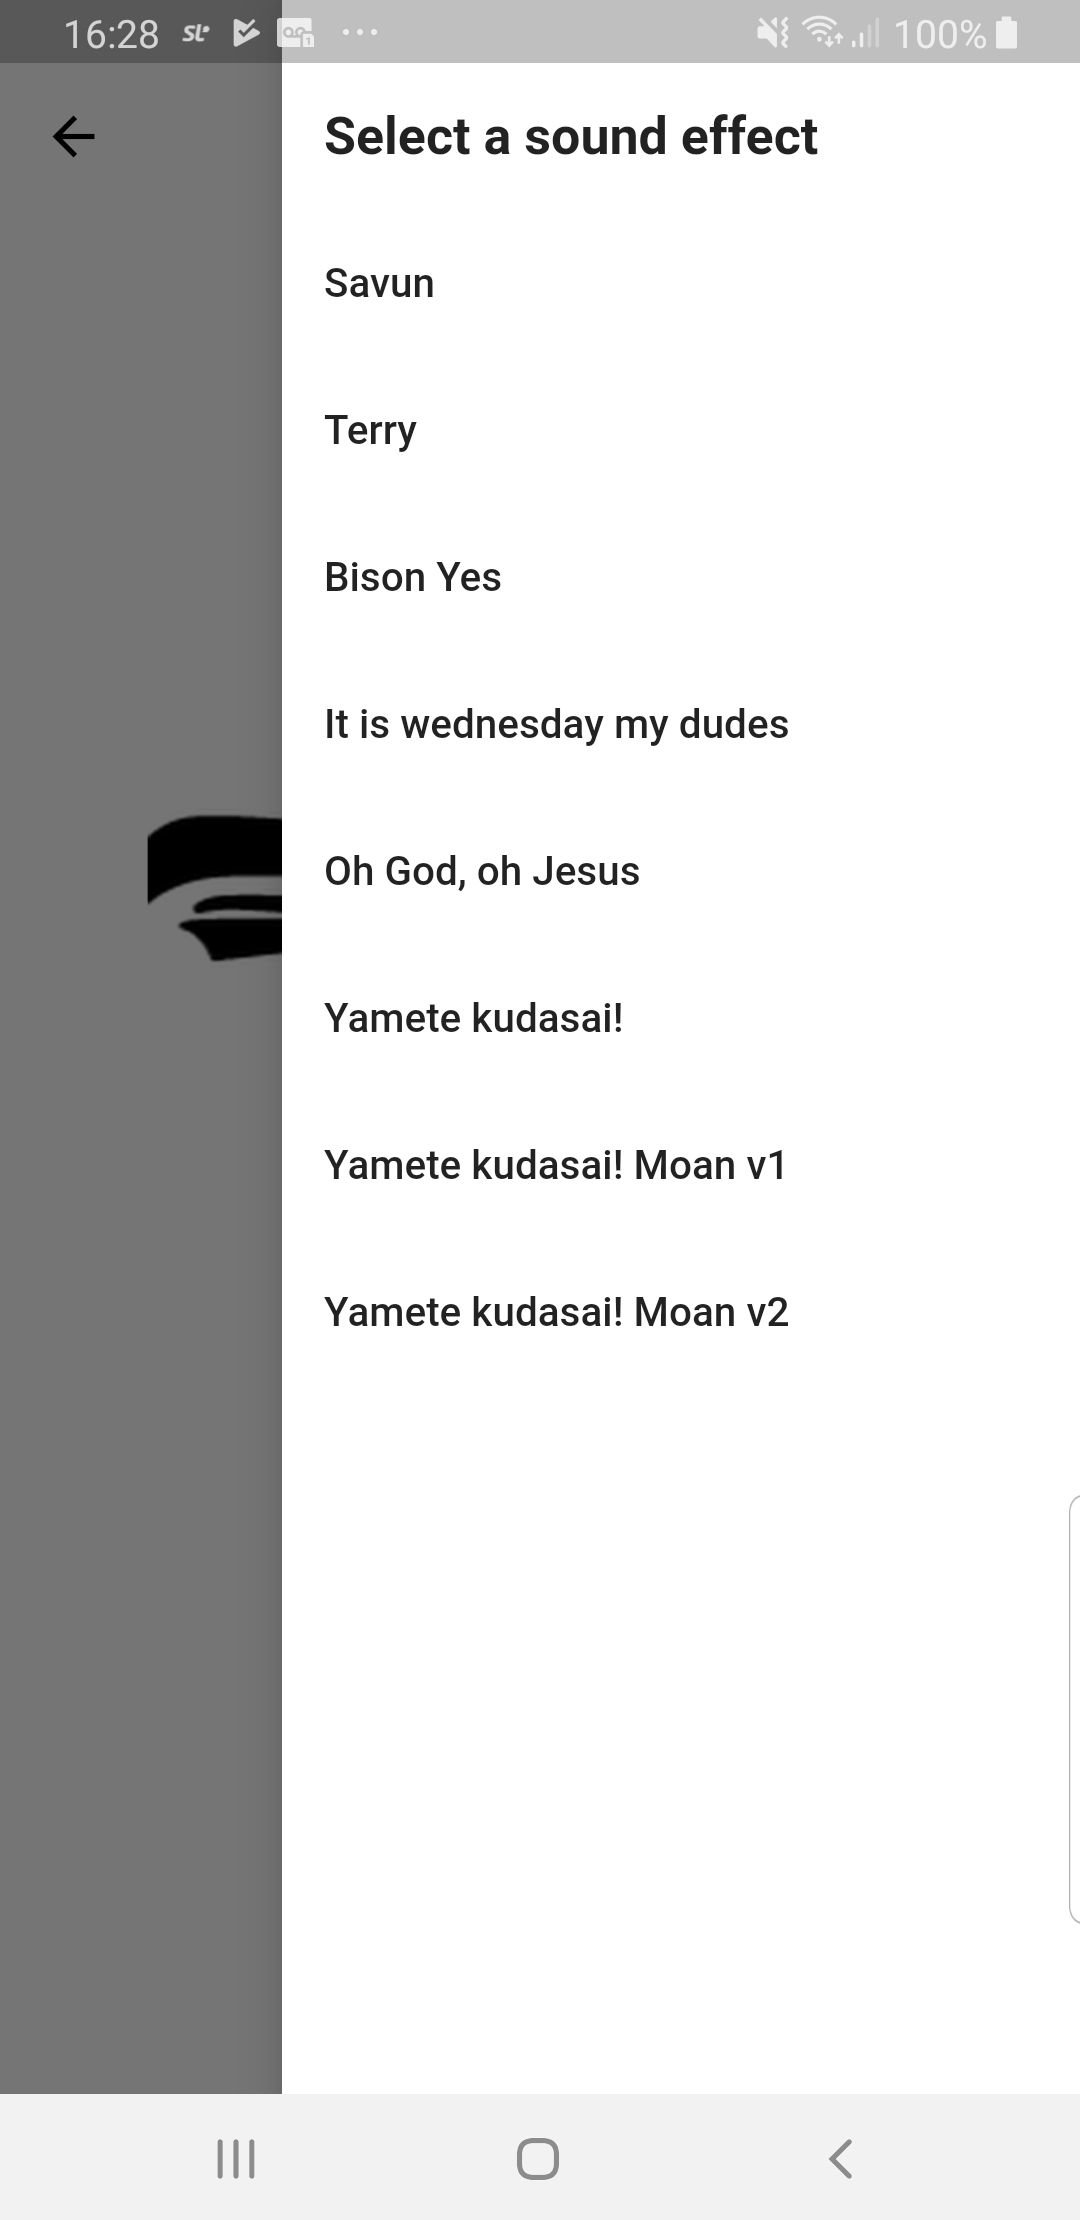 16:28 SL 100%
Select a sound effect
Savun
Terry
Bison Yes
It is wednesday my dudes
Oh God, oh Jesus
Yamete kudasai!
Yamete kudasai! Moan v1
Yamete kudasai! Moan v2